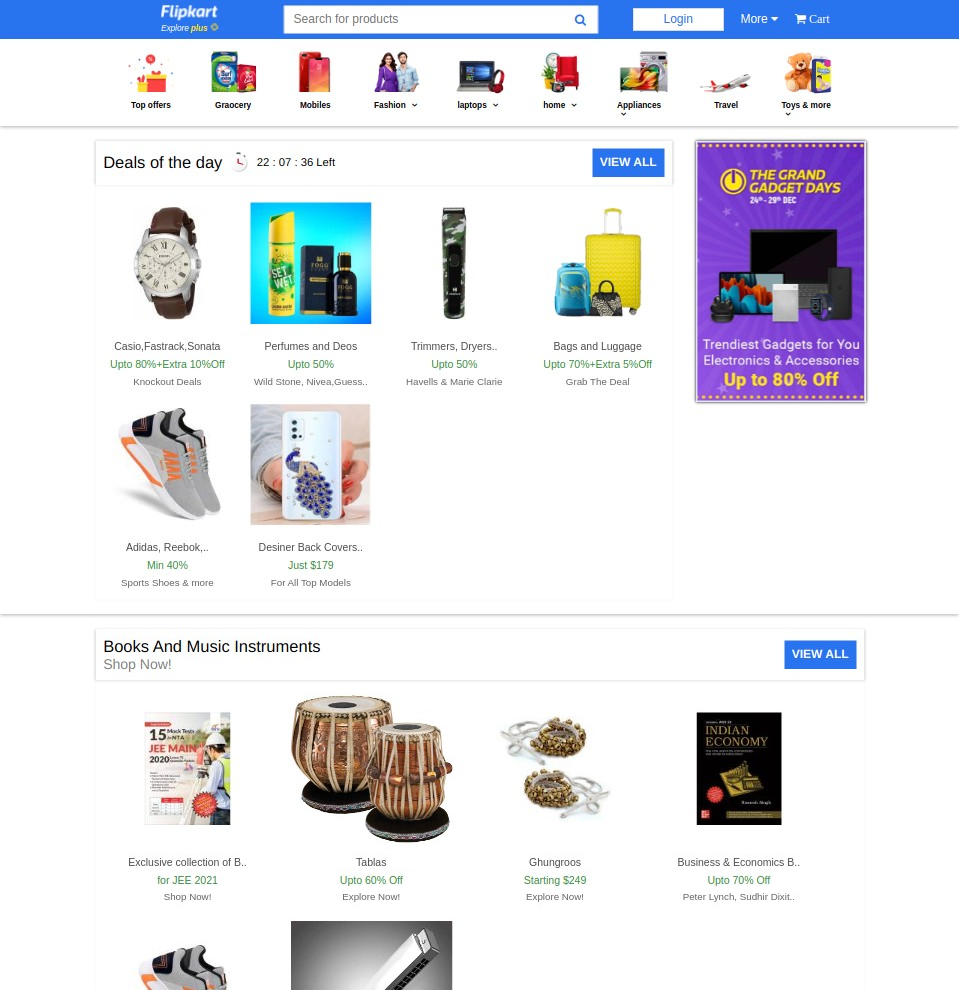 Flipkart
Explore plus
Search for products
Login
More
Cart
Top offers
Graocery
Mobiles
Fashion
laptops
home
Appliances
Travel
Toys & more
Deals of the day
22 : 07 : 36 Left
VIEW ALL
THE GRAND
GADGET DAYS
24th - 29th DEC
Trendiest Gadgets for You
Electronics & Accessories
Up to 80% Off
SET
WET
FOGG
Casio,Fastrack,Sonata
Perfumes and Deos
Trimmers, Dryers..
Bags and Luggage
Upto 80%+Extra 10%Off
Upto 50%
Upto 50%
Upto 70%+Extra 5%Off
Knockout Deals
Wild Stone, Nivea,Guess..
Havells & Marie Clarie
Grab The Deal
Adidas, Reebok,..
Desiner Back Covers..
Min 40%
Just $179
Sports Shoes & more
For All Top Models
Books And Music Instruments
Shop Now!
VIEW ALL
15 Mock Tests
for NTA
JEE MAIN
2020
INDIAN
ECONOMY
Ramesh Singh
Exclusive collection of B..
Tablas
Ghungroos
Business & Economics B..
for JEE 2021
Upto 60% Off
Starting $249
Upto 70% Off
Shop Now!
Explore Now!
Explore Now!
Peter Lynch, Sudhir Dixit..